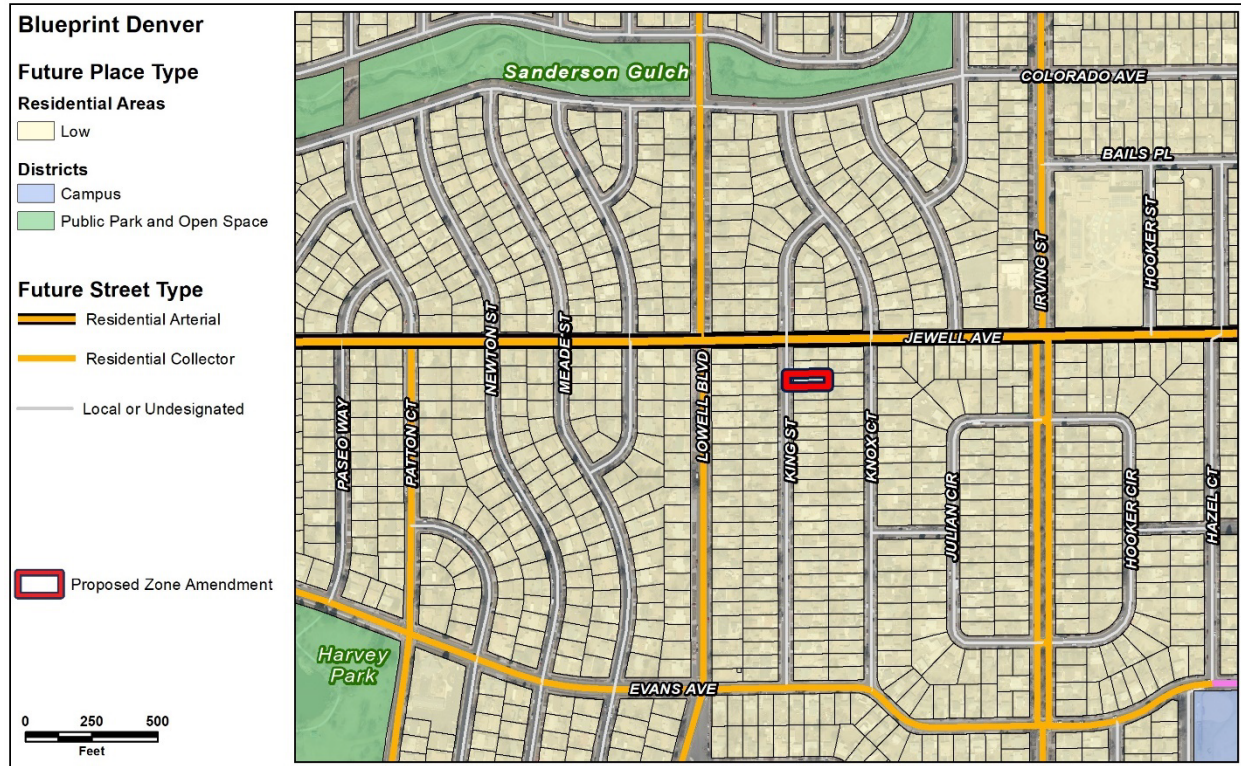 Blueprint Denver
Future Place Type
Residential Areas
Low
Districts
Campus
Public Park and Open Space
Future Street Type
Residential Arterial
Residential Collector
Local or Undesignated
Proposed Zone Amendment
0 250 500
Feet
Sanderson Gulch
COLORADO AVE
BAILS PL
HOOKER ST
IRVING ST
JEWELL AVE
NEWTON ST
MEADE ST
LOWELL BLVD
PASEO WAY
PATTON CT
KING ST
KNOX CT
JULIAN CIR
HOOKER CIR
HAZEL CT
Harvey
Park
EVANS AVE